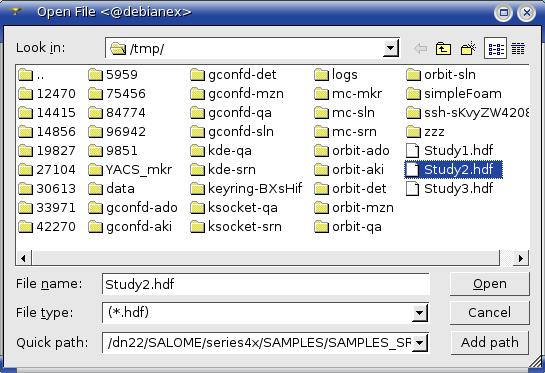 Open File <@debianex>
Look in: /tmp/
.. 5959 gconfd-det logs orbit-sln
12470 75456 gconfd-mzn mc-mkr simpleFoam
14415 84774 gconfd-qa mc-sln ssh-sKvyZW4208
14856 96942 gconfd-sln mc-srn zzz
19827 9851 kde-qa orbit-ado Study1.hdf
27104 YACS_mkr kde-srn orbit-aki Study2.hdf
30613 data keyring-BXsHif orbit-det Study3.hdf
33971 gconfd-ado ksocket-qa orbit-mzn
42270 gconfd-aki ksocket-srn orbit-qa
File name: Study2.hdf Open
File type: (*.hdf) Cancel
Quick path: /dn22/SALOME/series4x/SAMPLES/SAMPLES_SR Add path